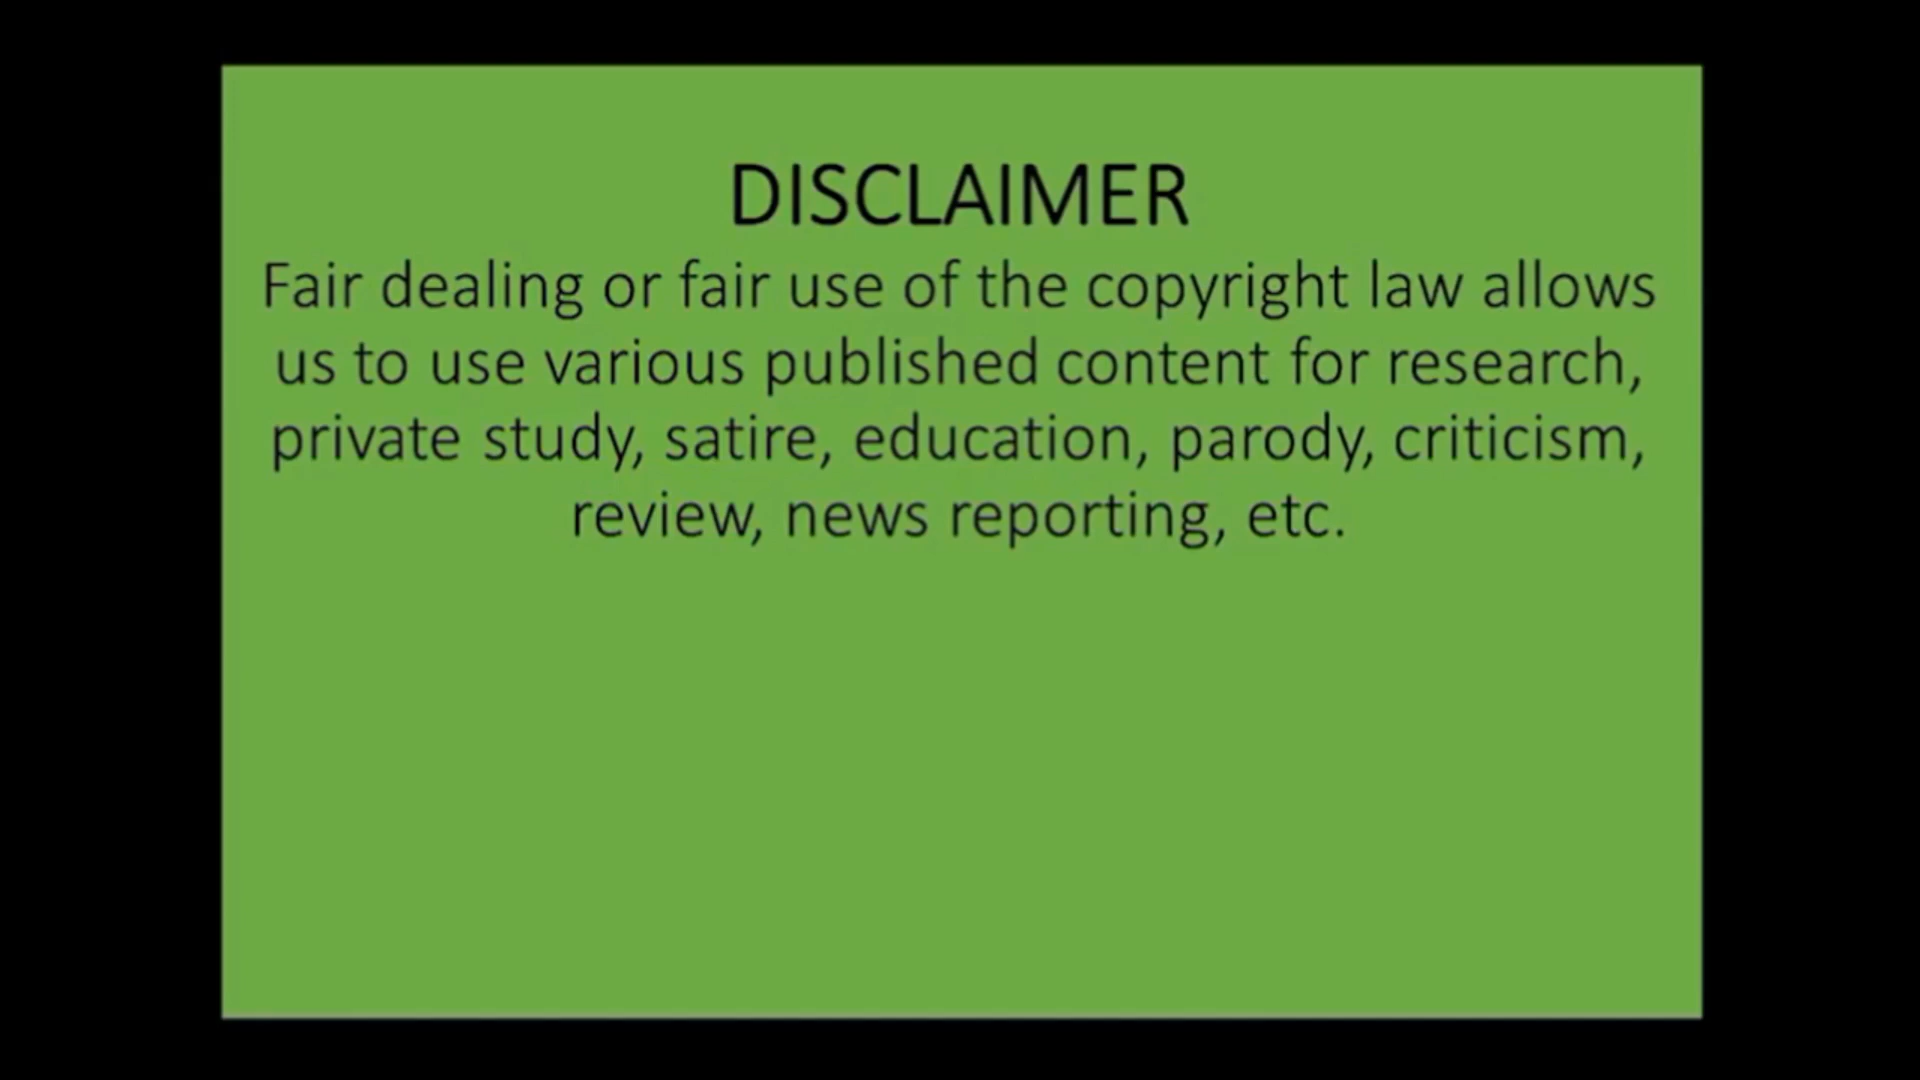 DISCLAIMER
Fair dealing or fair use of the copyright law allows
us to use various published content for research,
private study, satire, education, parody, criticism,
review, news reporting, etc.